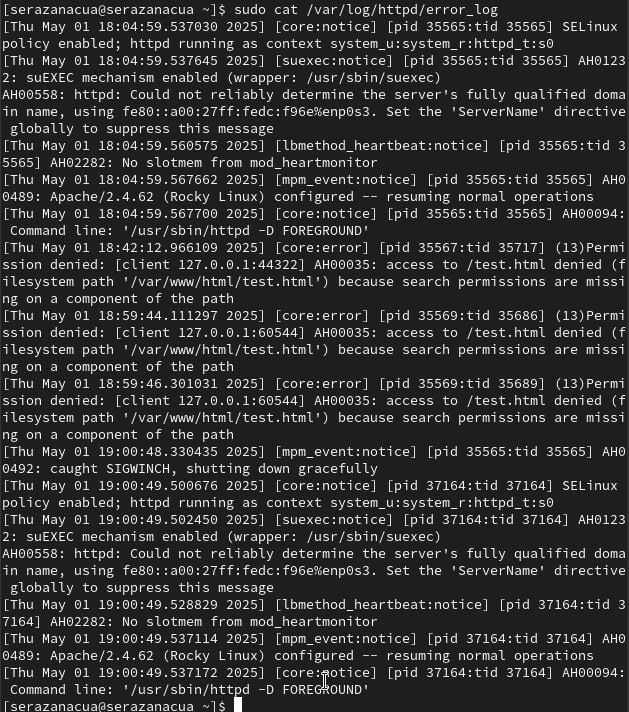 [serazanacua@serazanacua ~]$ sudo cat /var/log/httpd/error_log
[Thu May 01 18:04:59.537030 2025] [core:notice] [pid 35565:tid 35565] SELinux
policy enabled; httpd running as context system_u:system_r:httpd_t:s0
[Thu May 01 18:04:59.537645 2025] [suexec:notice] [pid 35565:tid 35565] AH0123
2: suEXEC mechanism enabled (wrapper: /usr/sbin/suexec)
AH00558: httpd: Could not reliably determine the server's fully qualified doma
in name, using fe80::a00:27ff:fedc:f96e%enp0s3. Set the 'ServerName' directive
 globally to suppress this message
[Thu May 01 18:04:59.560575 2025] [lbmethod_heartbeat:notice] [pid 35565:tid 3
5565] AH02282: No slotmem from mod_heartmonitor
[Thu May 01 18:04:59.567662 2025] [mpm_event:notice] [pid 35565:tid 35565] AH0
0489: Apache/2.4.62 (Rocky Linux) configured -- resuming normal operations
[Thu May 01 18:04:59.567700 2025] [core:notice] [pid 35565:tid 35565] AH00094:
 Command line: '/usr/sbin/httpd -D FOREGROUND'
[Thu May 01 18:42:12.966109 2025] [core:error] [pid 35567:tid 35717] (13)Permi
ssion denied: [client 127.0.0.1:44322] AH00035: access to /test.html denied (f
ilesystem path '/var/www/html/test.html') because search permissions are missi
ng on a component of the path
[Thu May 01 18:59:44.111297 2025] [core:error] [pid 35569:tid 35686] (13)Permi
ssion denied: [client 127.0.0.1:60544] AH00035: access to /test.html denied (f
ilesystem path '/var/www/html/test.html') because search permissions are missi
ng on a component of the path
[Thu May 01 18:59:46.301031 2025] [core:error] [pid 35569:tid 35689] (13)Permi
ssion denied: [client 127.0.0.1:60544] AH00035: access to /test.html denied (f
ilesystem path '/var/www/html/test.html') because search permissions are missi
ng on a component of the path
[Thu May 01 19:00:48.330435 2025] [mpm_event:notice] [pid 35565:tid 35565] AH0
0492: caught SIGWINCH, shutting down gracefully
[Thu May 01 19:00:49.500676 2025] [core:notice] [pid 37164:tid 37164] SELinux
policy enabled; httpd running as context system_u:system_r:httpd_t:s0
[Thu May 01 19:00:49.502450 2025] [suexec:notice] [pid 37164:tid 37164] AH0123
2: suEXEC mechanism enabled (wrapper: /usr/sbin/suexec)
AH00558: httpd: Could not reliably determine the server's fully qualified doma
in name, using fe80::a00:27ff:fedc:f96e%enp0s3. Set the 'ServerName' directive
 globally to suppress this message
[Thu May 01 19:00:49.528829 2025] [lbmethod_heartbeat:notice] [pid 37164:tid 3
7164] AH02282: No slotmem from mod_heartmonitor
[Thu May 01 19:00:49.537114 2025] [mpm_event:notice] [pid 37164:tid 37164] AH0
0489: Apache/2.4.62 (Rocky Linux) configured -- resuming normal operations
[Thu May 01 19:00:49.537172 2025] [core:notice] [pid 37164:tid 37164] AH00094:
 Command line: '/usr/sbin/httpd -D FOREGROUND'
[serazanacua@serazanacua ~]$